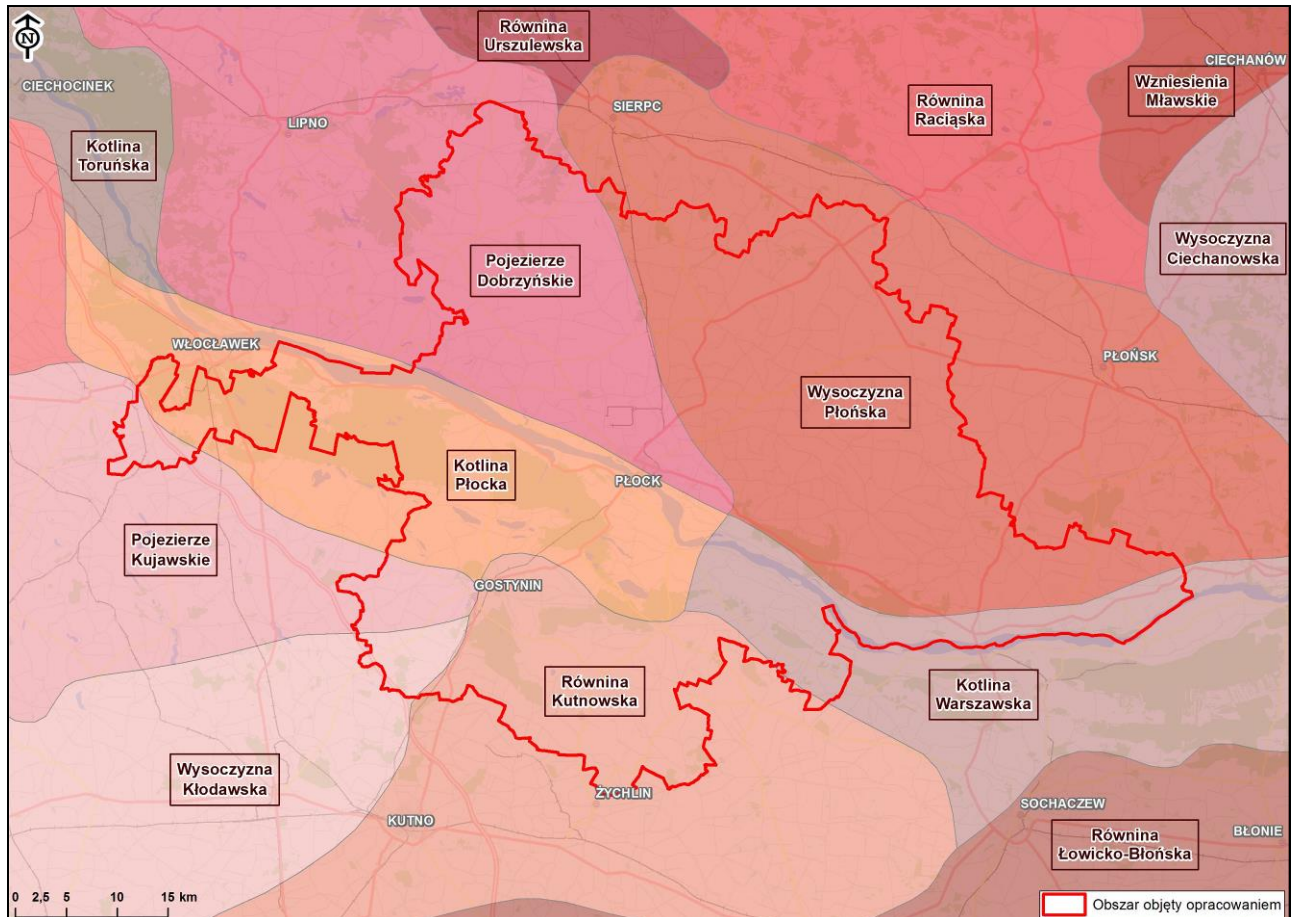 N
Równina
Urszulewska
CIECHANÓW
Wzniesienia
Mławskie
CIECHOCINEK
SIERPC
Równina
Raciąska
LIPNO
Kotlina
Toruńska
Wysoczyzna
Ciechanowska
Pojezierze
Dobrzyńskie
WŁOCŁAWEK
PŁOŃSK
Wysoczyzna
Płońska
Kotlina
Płocka
PŁOCK
Pojezierze
Kujawskie
GOSTYNIN
Równina
Kutnowska
Kotlina
Warszawska
Wysoczyzna
Kłodawska
ŻYCHLIN
SOCHACZEW
KUTNO
Równina
Łowicko-Błońska
BŁONIE
0 2,5 5 10 15 km
Obszar objęty opracowaniem